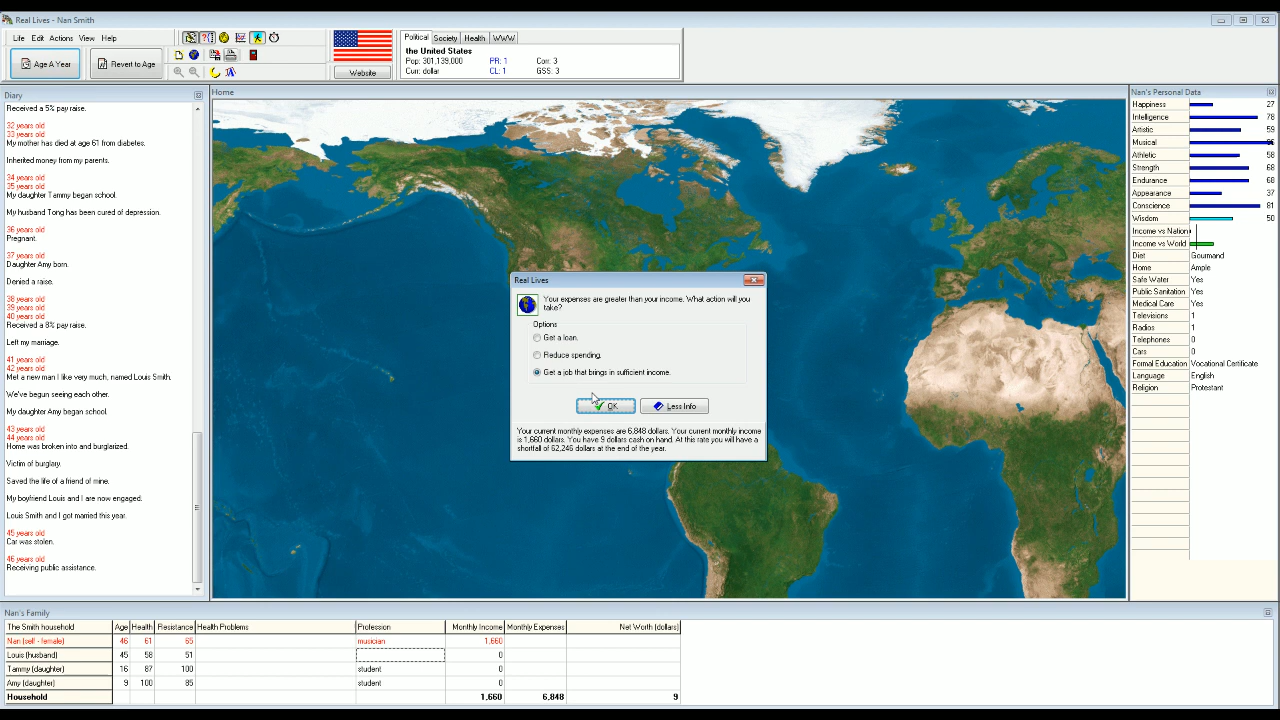 Real Lives - Nan Smith
Life Edit Actions View Help
Age A Year
Revert to Age
Website
Political Society Health WWW
the United States
Pop: 301,139,000 PR: 1 Corr: 3
Curr: dollar CL: 1 GSS: 3
Diary
Received a 5% pay raise.
32 years old
33 years old
My mother has died at age 61 from diabetes.
Inherited money from my parents.
34 years old
35 years old
My daughter Tammy began school.
My husband Tong has been cured of depression.
36 years old
Pregnant.
37 years old
Daughter Amy born.
Denied a raise.
38 years old
39 years old
40 years old
Received a 8% pay raise.
Left my marriage.
41 years old
42 years old
Met a new man I like very much, named Louis Smith.
We've begun seeing each other.
My daughter Amy began school.
43 years old
44 years old
Home was broken into and burglarized.
Victim of burglary.
Saved the life of a friend of mine.
My boyfriend Louis and I are now engaged.
Louis Smith and I got married this year.
45 years old
Car was stolen.
46 years old
Receiving public assistance.
Home
Real Lives
Your expenses are greater than your income. What action will you
take?
Options
Get a loan.
Reduce spending.
Get a job that brings in sufficient income.
OK
Less Info
Your current monthly expenses are 6,848 dollars. Your current monthly income
is 1,660 dollars. You have 9 dollars cash on hand. At this rate you will have a
shortfall of 62,246 dollars at the end of the year.
Nan's Personal Data
Happiness 27
Intelligence 78
Artistic 59
Musical
Athletic 58
Strength 68
Endurance 68
Appearance 37
Conscience 81
Wisdom 50
Income vs Nation
Income vs World
Diet Gourmand
Home Ample
Safe Water Yes
Public Sanitation Yes
Medical Care Yes
Televisions 1
Radios 1
Telephones 0
Cars 0
Formal Education Vocational Certificate
Language English
Religion Protestant
Nan's Family
The Smith household Age Health Resistance Health Problems Profession Monthly Income Monthly Expenses Net Worth (dollars)
Nan (self - female) 46 61 65 musician 1,660
Louis (husband) 45 58 51 0
Tammy (daughter) 16 87 100 student 0
Amy (daughter) 9 100 85 student 0
Household 1,660 6,848 9